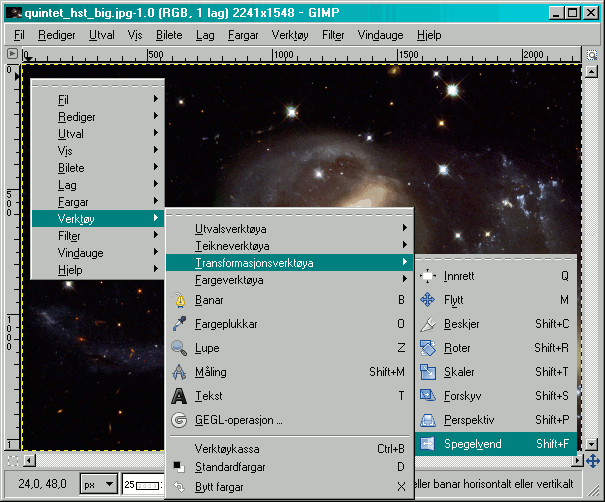 quintet_hst_big.jpg-1.0 (RGB, 1 lag) 2241x1548 – GIMP
Fil Rediger Utval Vis Bilete Lag Fargar Verktøy Filter Vindauge Hjelp
0 500 1000 1500 2000
0
500
1000
1
Fil
Rediger
Utval
Vis
Bilete
Lag
Fargar
Verktøy
Filter
Vindauge
Hjelp
Utvalsverktøya
Teikneverktøya
Transformasjonsverktøya
Fargeverktøya
Banar B
Fargeplukkar O
Lupe Z
Måling Shift+M
Tekst T
GEGL-operasjon ...
Verktøykassa Ctrl+B
Standardfargar D
Bytt fargar X
Innrett Q
Flytt M
Beskjer Shift+C
Roter Shift+R
Skaler Shift+T
Forskyv Shift+S
Perspektiv Shift+P
Spegelvend Shift+F
24,0, 48,0 px 25 eller banar horisontalt eller vertikalt